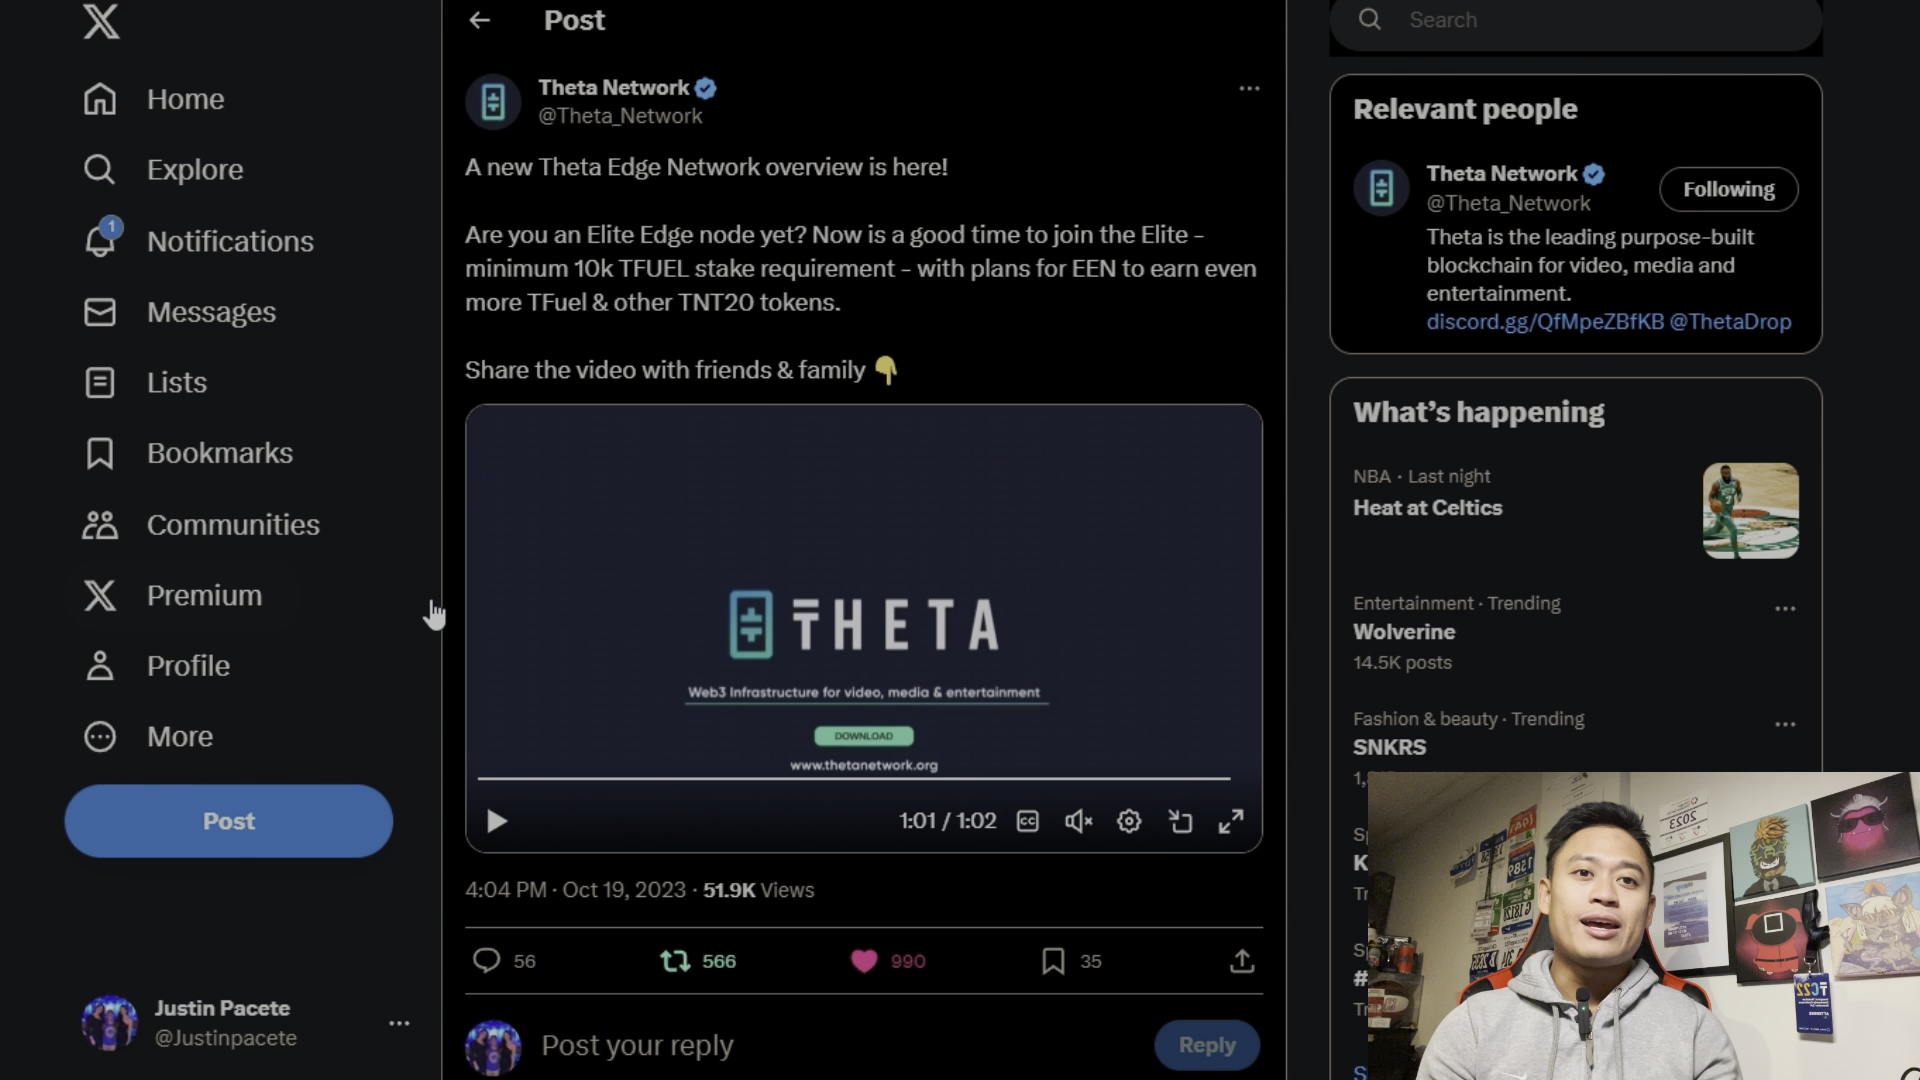 Home
Explore
1
Notifications
Messages
Lists
Bookmarks
Communities
Premium
Profile
More
Post
Justin Pacete
@Justinpacete
Post
Theta Network
@Theta_Network
A new Theta Edge Network overview is here!
Are you an Elite Edge node yet? Now is a good time to join the Elite -
minimum 10k TFUEL stake requirement - with plans for EEN to earn even
more TFuel & other TNT20 tokens.
Share the video with friends & family
THETA
Web3 Infrastructure for video, media & entertainment
DOWNLOAD
www.thetanetwork.org
1:01 / 1:02
CC
4:04 PM · Oct 19, 2023 · 51.9K Views
56
566
990
35
Post your reply
Reply
Search
Relevant people
Theta Network
@Theta_Network
Following
Theta is the leading purpose-built
blockchain for video, media and
entertainment.
discord.gg/QfMpeZBfKB @ThetaDrop
What's happening
NBA · Last night
Heat at Celtics
Entertainment · Trending
Wolverine
14.5K posts
Fashion & beauty · Trending
SNKRS
2023
1589
TC22